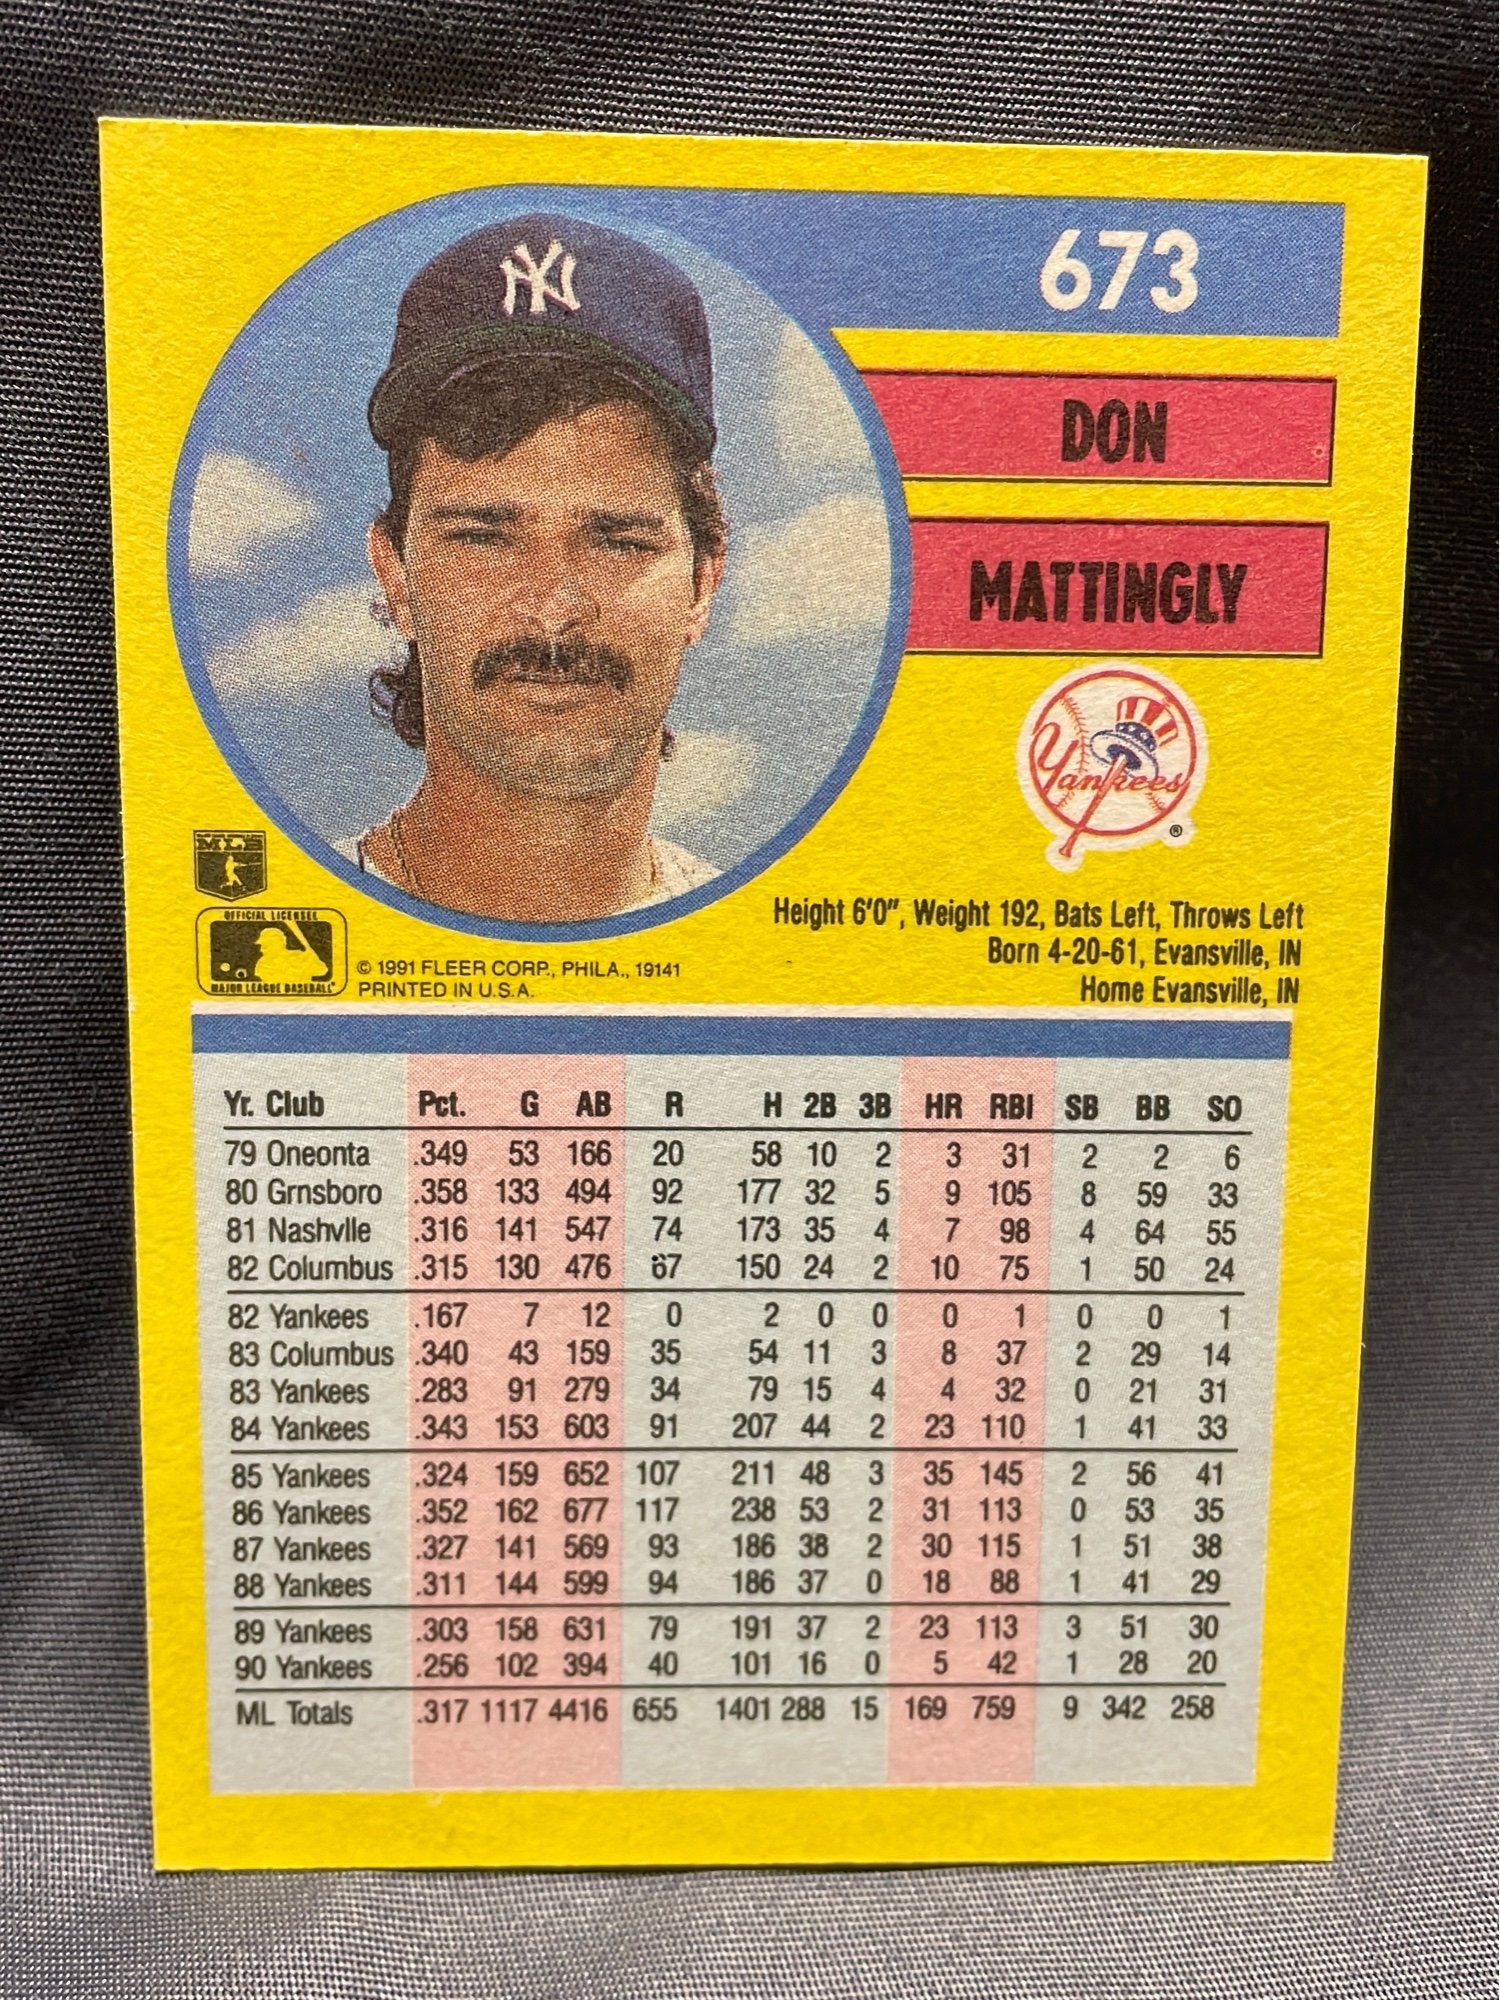 NY
673
DON
MATTINGLY
Yankees
®
MLB
OFFICIAL LICENSEE
MAJOR LEAGUE BASEBALL
© 1991 FLEER CORP., PHILA., 19141
PRINTED IN U.S.A.
Height 6'0", Weight 192, Bats Left, Throws Left
Born 4-20-61, Evansville, IN
Home Evansville, IN
Yr. Club Pct. G AB R H 2B 3B HR RBI SB BB SO
79 Oneonta .349 53 166 20 58 10 2 3 31 2 2 6
80 Grnsboro .358 133 494 92 177 32 5 9 105 8 59 33
81 Nashvlle .316 141 547 74 173 35 4 7 98 4 64 55
82 Columbus .315 130 476 67 150 24 2 10 75 1 50 24
82 Yankees .167 7 12 0 2 0 0 0 1 0 0 1
83 Columbus .340 43 159 35 54 11 3 8 37 2 29 14
83 Yankees .283 91 279 34 79 15 4 4 32 0 21 31
84 Yankees .343 153 603 91 207 44 2 23 110 1 41 33
85 Yankees .324 159 652 107 211 48 3 35 145 2 56 41
86 Yankees .352 162 677 117 238 53 2 31 113 0 53 35
87 Yankees .327 141 569 93 186 38 2 30 115 1 51 38
88 Yankees .311 144 599 94 186 37 0 18 88 1 41 29
89 Yankees .303 158 631 79 191 37 2 23 113 3 51 30
90 Yankees .256 102 394 40 101 16 0 5 42 1 28 20
ML Totals .317 1117 4416 655 1401 288 15 169 759 9 342 258